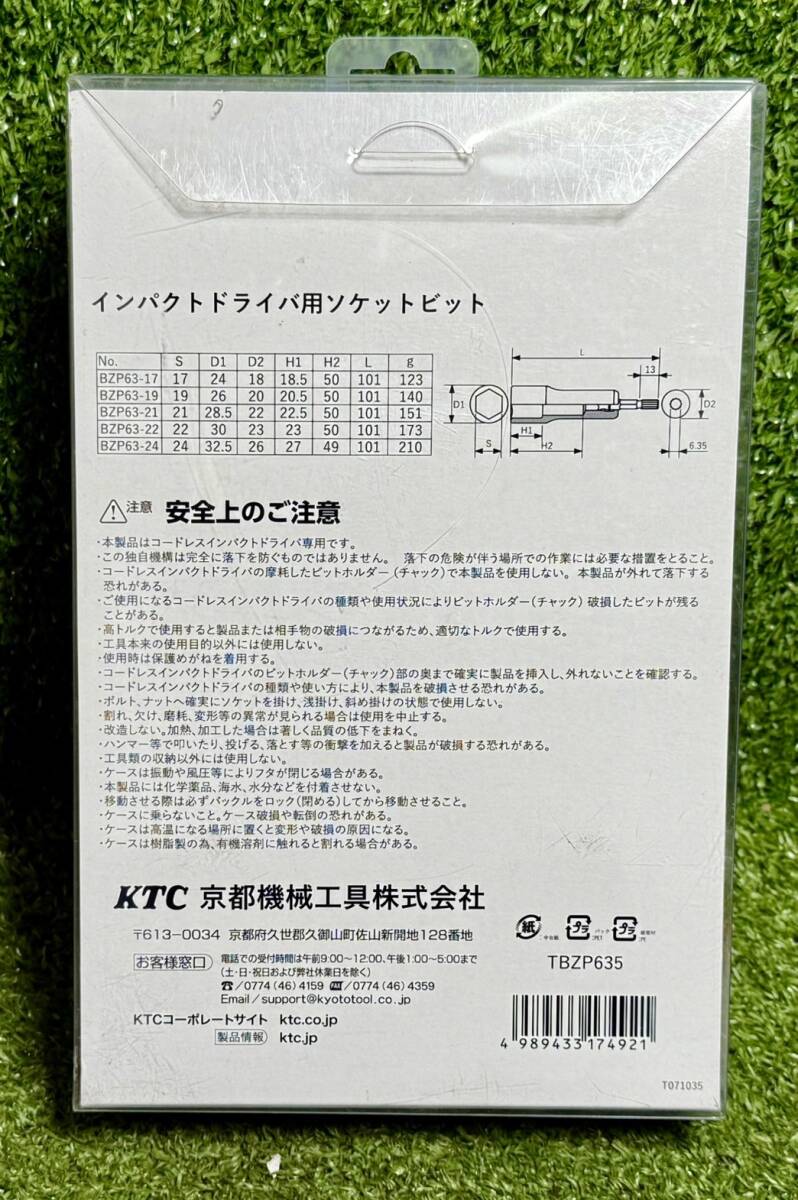 インパクトドライバ用ソケットビット
No. S D1 D2 H1 H2 L g
BZP63-17 17 24 18 18.5 50 101 123
BZP63-19 19 26 20 20.5 50 101 140
BZP63-21 21 28.5 22 22.5 50 101 151
BZP63-22 22 30 23 23 50 101 173
BZP63-24 24 32.5 26 27 49 101 210
L
13
D1
D2
H1
S
H2
6.35
注意 安全上のご注意
・本製品はコードレスインパクトドライバ専用です。
・この独自機構は完全に落下を防ぐものではありません。 落下の危険が伴う場所での作業には必要な措置をとること。
・コードレスインパクトドライバの摩耗したビットホルダー(チャック)で本製品を使用しない。本製品が外れて落下する
恐れがある。
・ご使用になるコードレスインパクトドライバの種類や使用状況によりビットホルダー(チャック)破損したビットが残る
ことがある。
・高トルクで使用すると製品または相手物の破損につながるため、適切なトルクで使用する。
・工具本来の使用目的以外には使用しない。
・使用時は保護めがねを着用する。
・コードレスインパクトドライバのビットホルダー(チャック)部の奥まで確実に製品を挿入し、外れないことを確認する。
・コードレスインパクトドライバの種類や使い方により、本製品を破損させる恐れがある。
・ボルト、ナットへ確実にソケットを掛け、浅掛け、斜め掛けの状態で使用しない。
・割れ、欠け、磨耗、変形等の異常が見られる場合は使用を中止する。
・改造しない。加熱、加工した場合は著しく品質の低下をまねく。
・ハンマー等で叩いたり、投げる、落とす等の衝撃を加えると製品が破損する恐れがある。
・工具類の収納以外には使用しない。
・ケースは振動や風圧等によりフタが閉じる場合がある。
・本製品には化学薬品、海水、水分などを付着させない。
・移動させる際は必ずバックルをロック(閉める)してから移動させること。
・ケースに乗らないこと。ケース破損や転倒の恐れがある。
・ケースは高温になる場所に置くと変形や破損の原因になる。
・ケースは樹脂製の為、有機溶剤に触れると割れる場合がある。
KTC 京都機械工具株式会社
〒613-0034 京都府久世郡久御山町佐山新開地128番地
お客様窓口 電話での受付時間は午前9:00〜12:00、午後1:00〜5:00まで
(土・日・祝日および弊社休業日を除く)
☎/0774(46)4159 FAX/0774(46)4359
Email/support@kyototool.co.jp
KTCコーポレートサイト ktc.co.jp
製品情報 ktc.jp
紙 プラ プラ
TBZP635
4 989433 174921
T071035